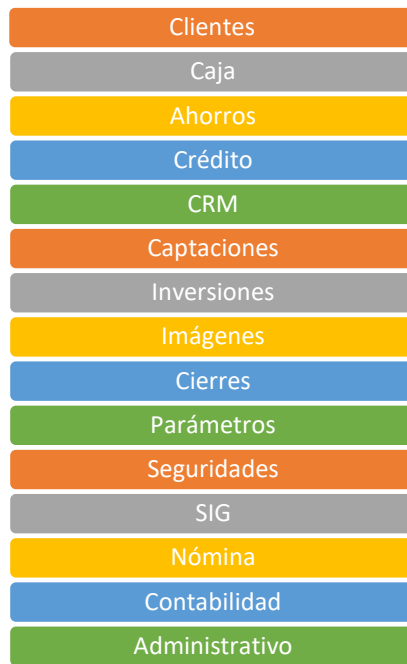 Clientes
Caja
Ahorros
Crédito
CRM
Captaciones
Inversiones
Imágenes
Cierres
Parámetros
Seguridades
SIG
Nómina
Contabilidad
Administrativo